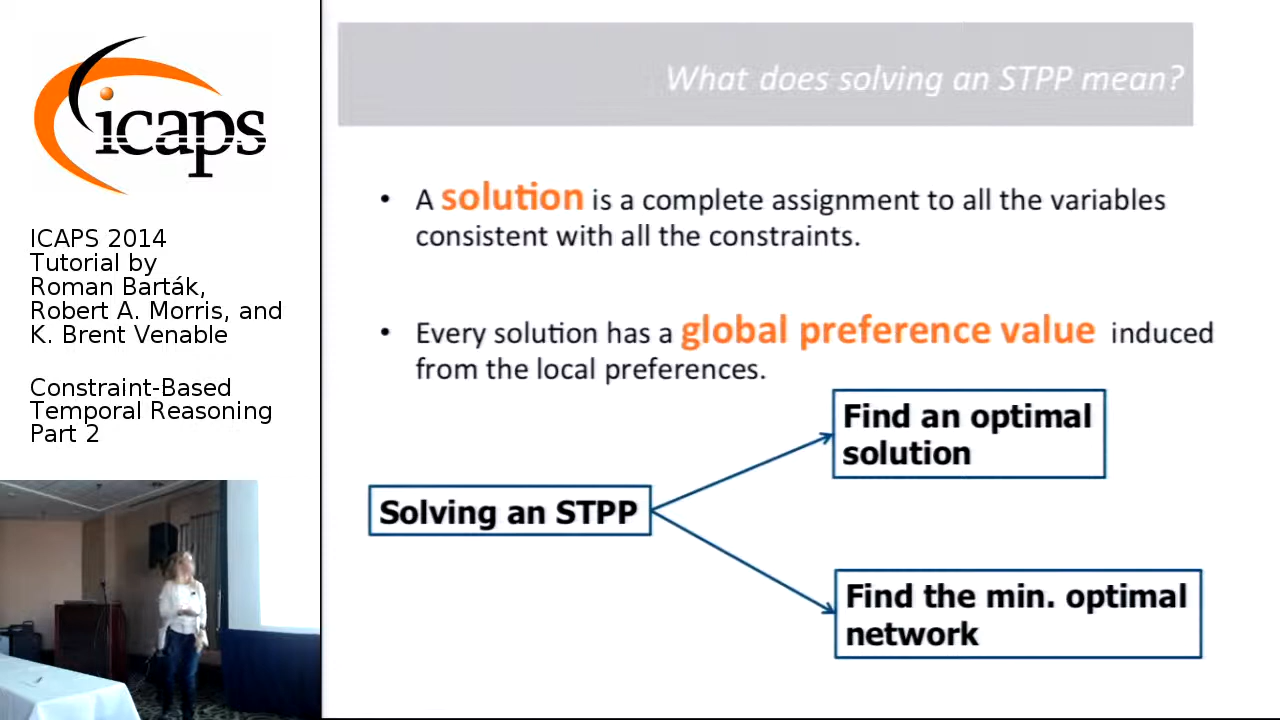 icaps
ICAPS 2014
Tutorial by
Roman Barták,
Robert A. Morris, and
K. Brent Venable
Constraint-Based
Temporal Reasoning
Part 2
What does solving an STPP mean?
• A solution is a complete assignment to all the variables
consistent with all the constraints.
• Every solution has a global preference value induced
from the local preferences.
Find an optimal
solution
Solving an STPP
Find the min. optimal
network